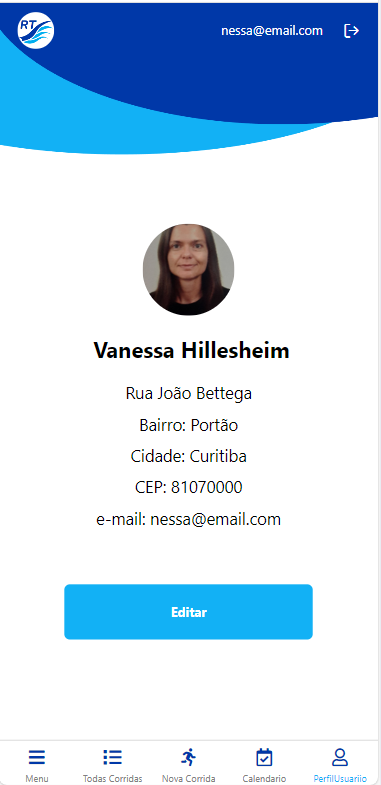 RT
nessa@email.com
Vanessa Hillesheim
Rua João Bettega
Bairro: Portão
Cidade: Curitiba
CEP: 81070000
e-mail: nessa@email.com
Editar
Menu Todas Corridas Nova Corrida Calendario PerfilUsuariio